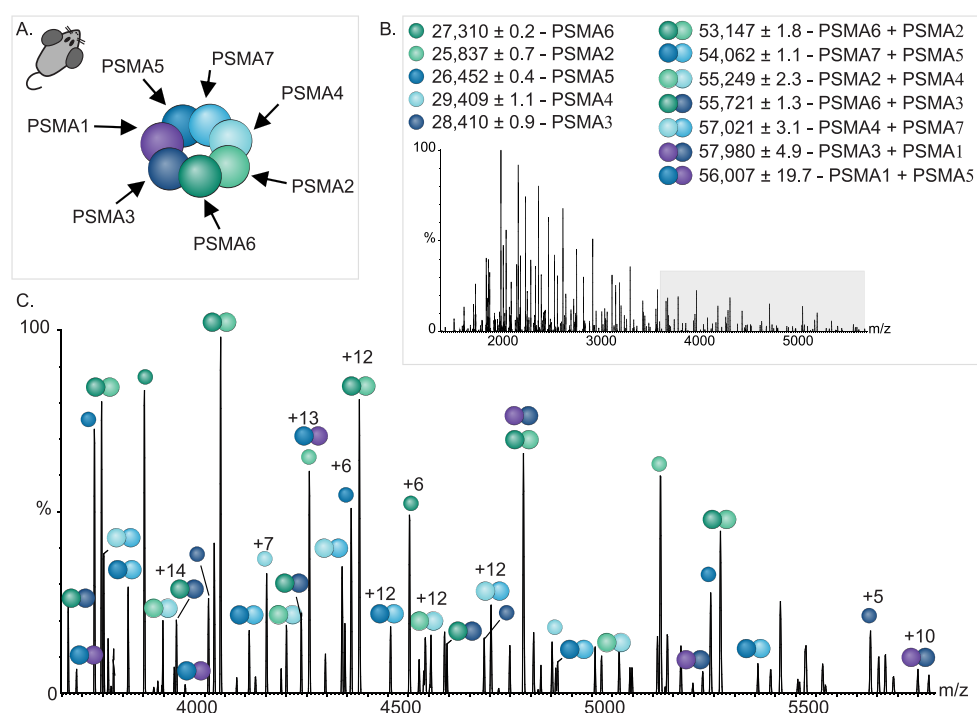 A.
PSMA5
PSMA7
PSMA4
PSMA1
PSMA2
PSMA3
PSMA6
B.
27,310 ± 0.2 - PSMA6
25,837 ± 0.7 - PSMA2
26,452 ± 0.4 - PSMA5
29,409 ± 1.1 - PSMA4
28,410 ± 0.9 - PSMA3
53,147 ± 1.8 - PSMA6 + PSMA2
54,062 ± 1.1 - PSMA7 + PSMA5
55,249 ± 2.3 - PSMA2 + PSMA4
55,721 ± 1.3 - PSMA6 + PSMA3
57,021 ± 3.1 - PSMA4 + PSMA7
57,980 ± 4.9 - PSMA3 + PSMA1
56,007 ± 19.7 - PSMA1 + PSMA5
100
%
0
2000 3000 4000 5000 m/z
C.
100
%
0
+12
+13
+6
+6
+7
+14
+12
+12
+12
+5
+10
4000 4500 5000 5500 m/z